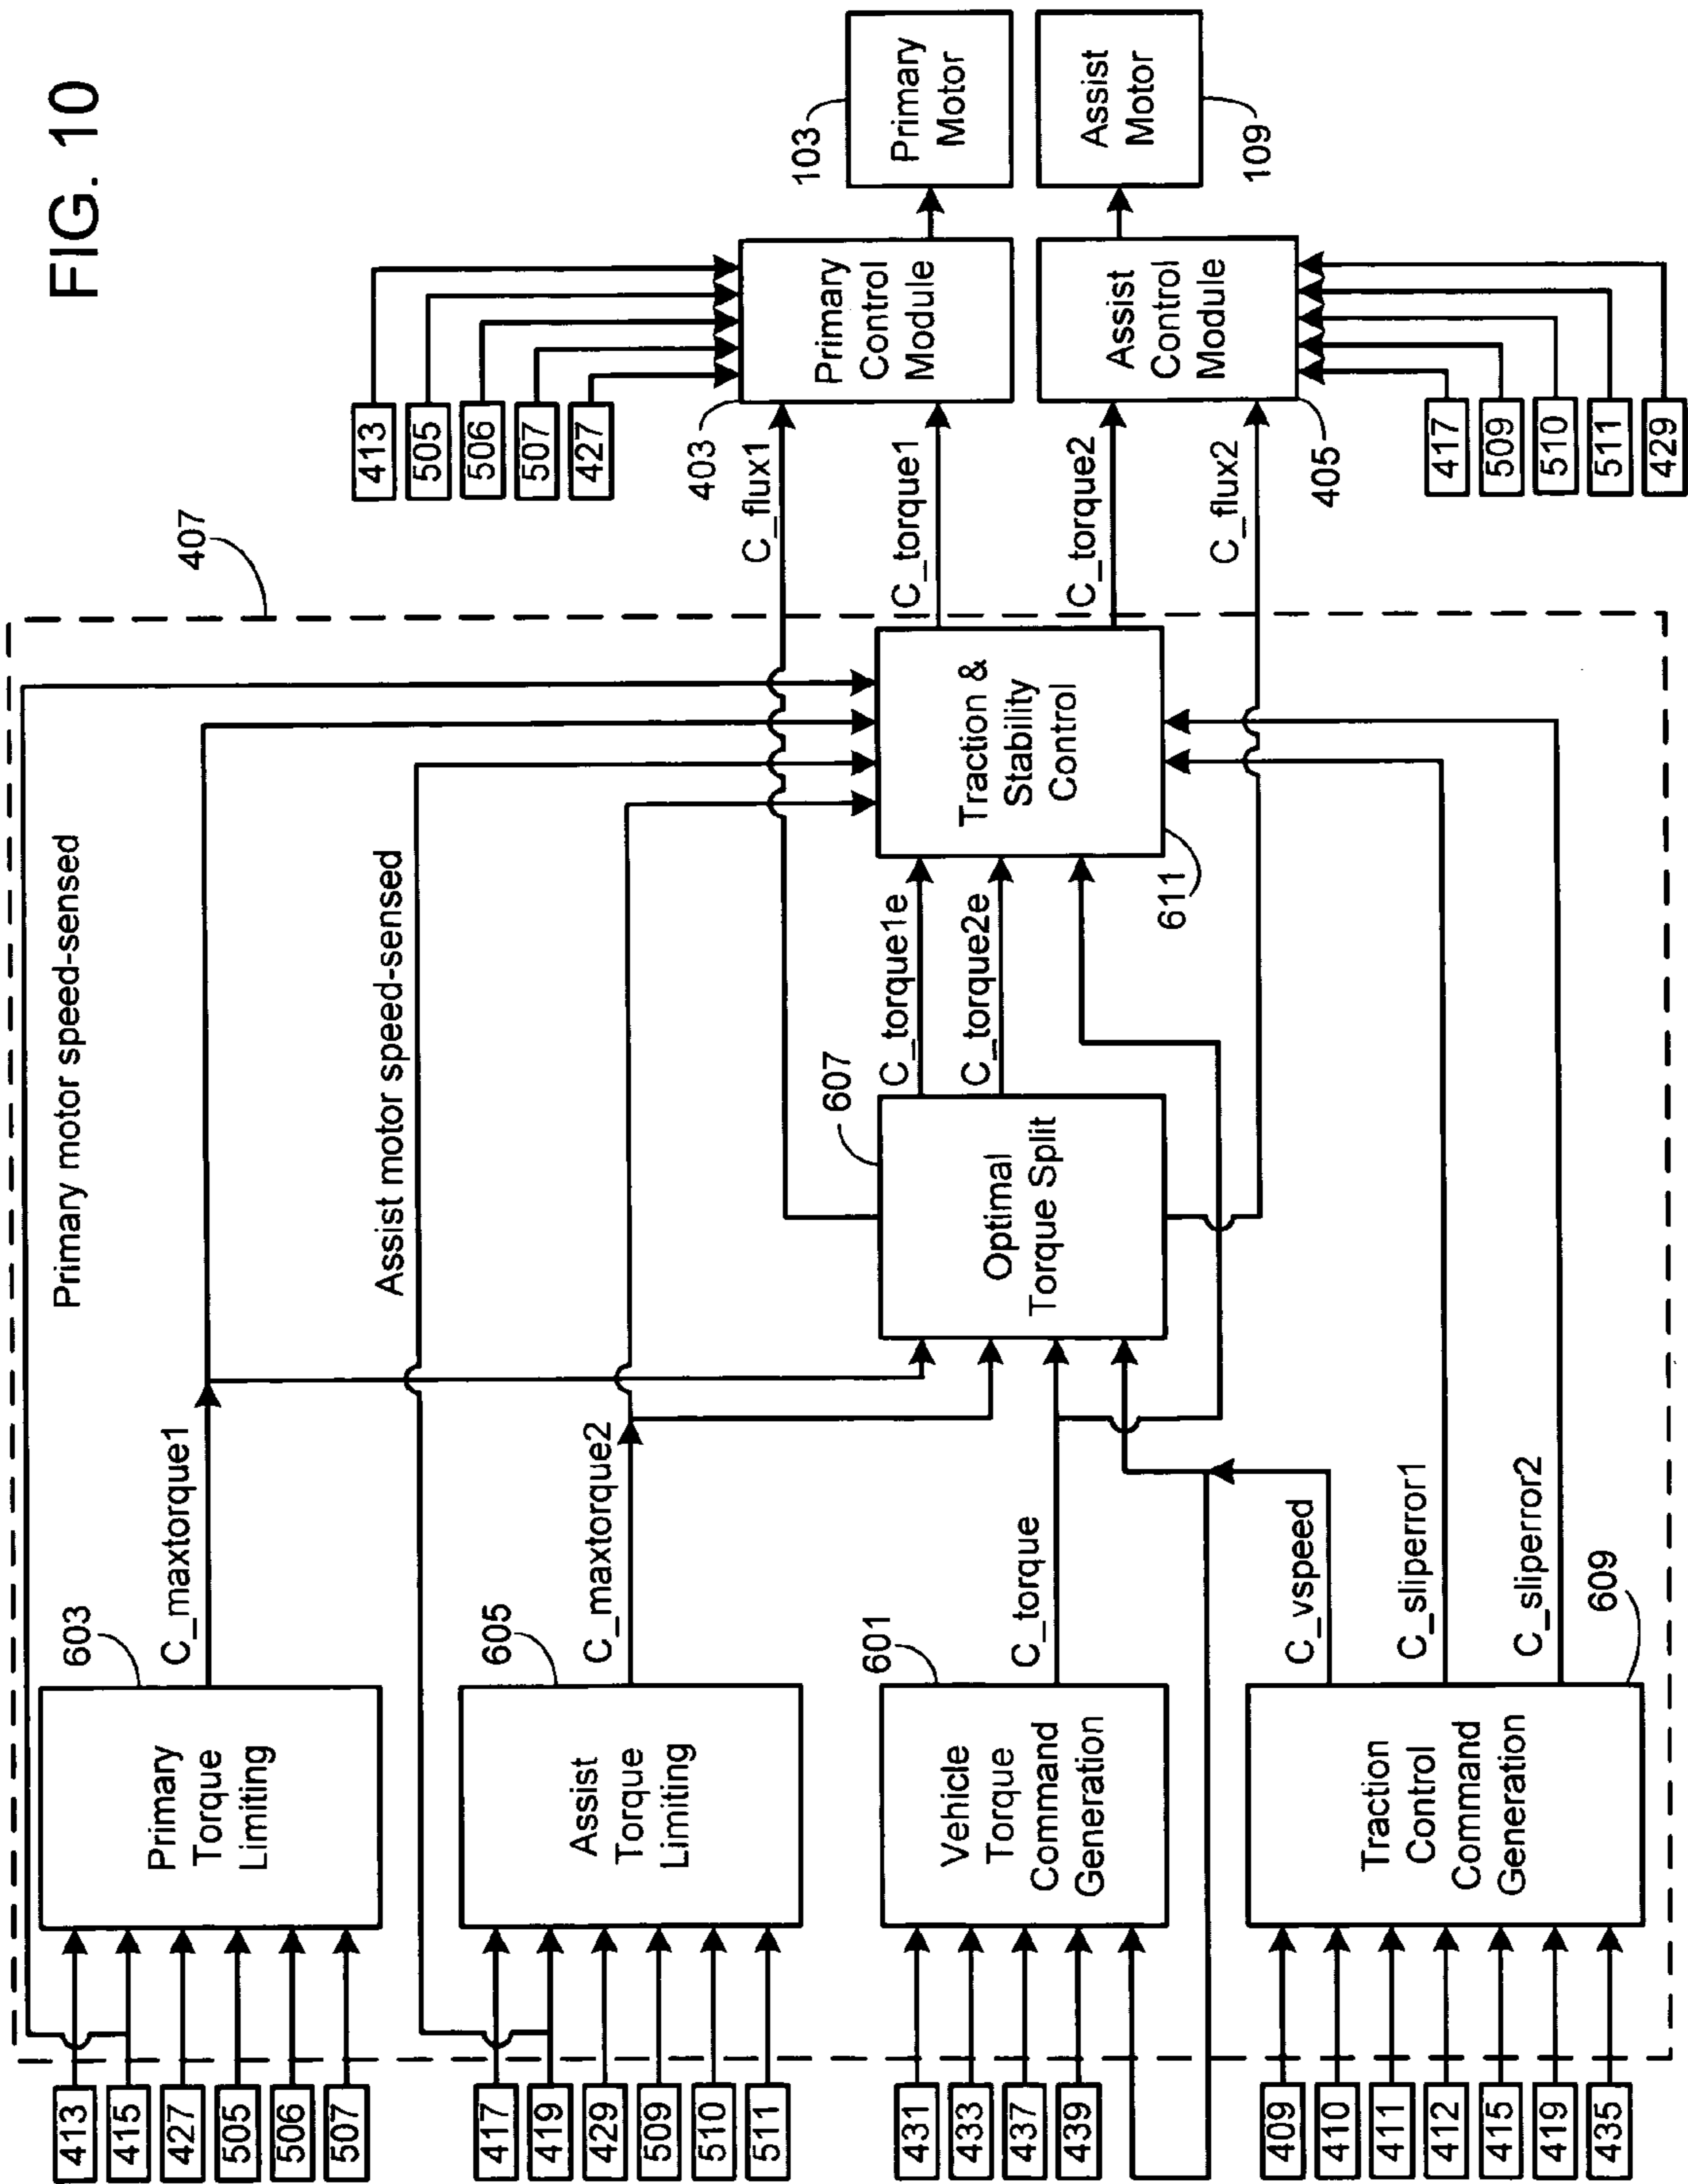 FIG. 10
407
Primary motor speed-sensed
Assist motor speed-sensed
413
415
427
505
506
507
Primary
Torque
Limiting
603
C_maxtorque1
417
419
429
509
510
511
Assist
Torque
Limiting
605
C_maxtorque2
431
433
437
439
Vehicle
Torque
Command
Generation
601
C_torque
409
410
411
412
415
419
435
Traction
Control
Command
Generation
609
C_vspeed
C_sliperror1
C_sliperror2
Optimal
Torque Split
607
C_torque1e
C_torque2e
Traction &
Stability
Control
611
C_flux1
C_torque1
C_torque2
C_flux2
413
505
506
507
427
403
Primary
Control
Module
103
Primary
Motor
Assist
Control
Module
405
417
509
510
511
429
Assist
Motor
109